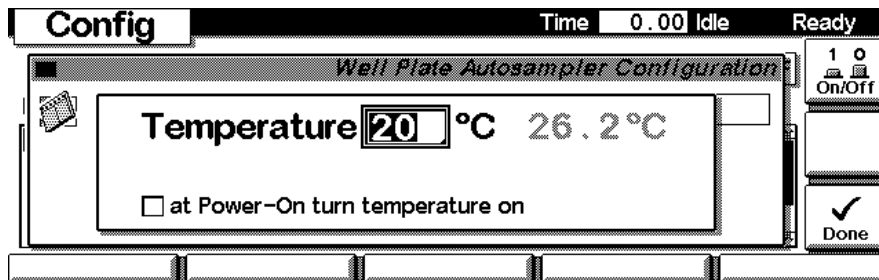 Config Time 0.00 Idle Ready
Well Plate Autosampler Configuration
1 0
On/Off
Temperature 20 °C 26.2°C
at Power-On turn temperature on
Done